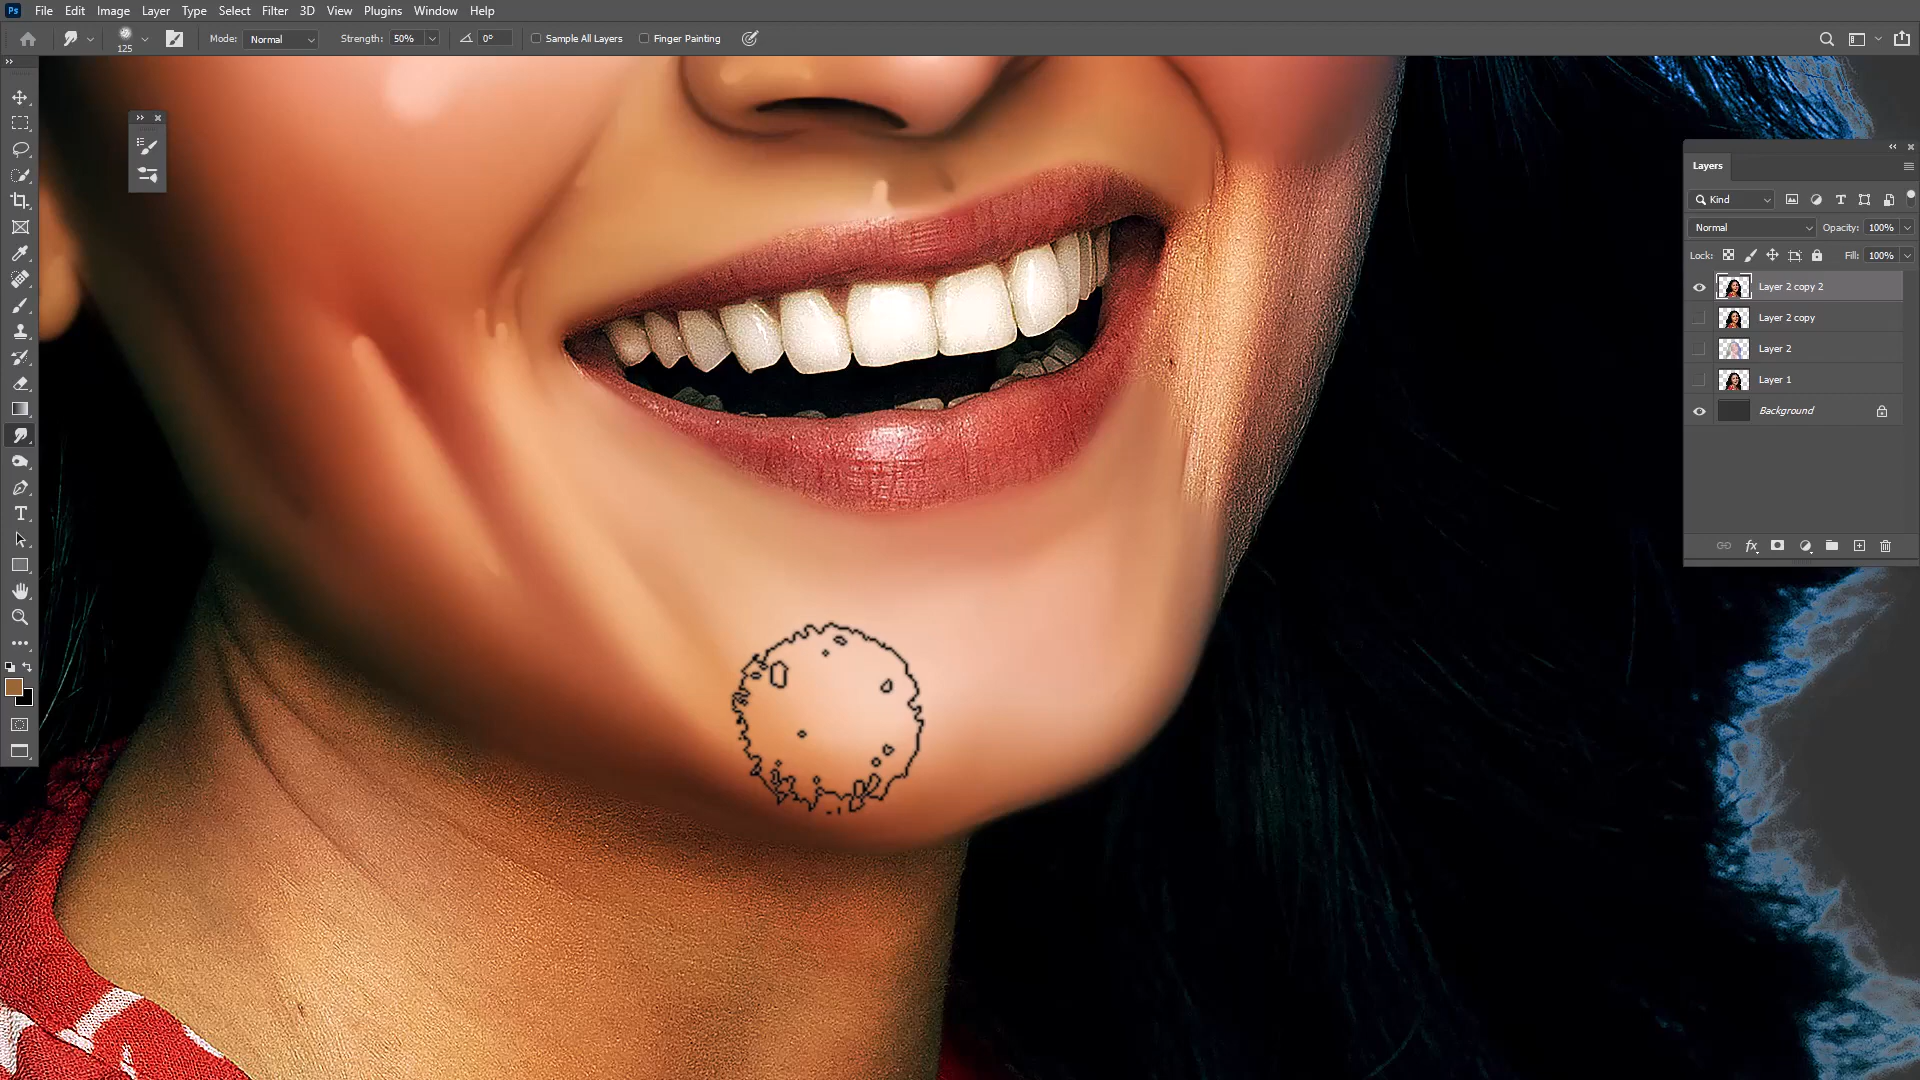 Ps File Edit Image Layer Type Select Filter 3D View Plugins Window Help
125 Mode: Normal Strength: 50% 0° Sample All Layers Finger Painting
Layers
Kind
Normal Opacity: 100%
Lock: Fill: 100%
Layer 2 copy 2
Layer 2 copy
Layer 2
Layer 1
Background
fx